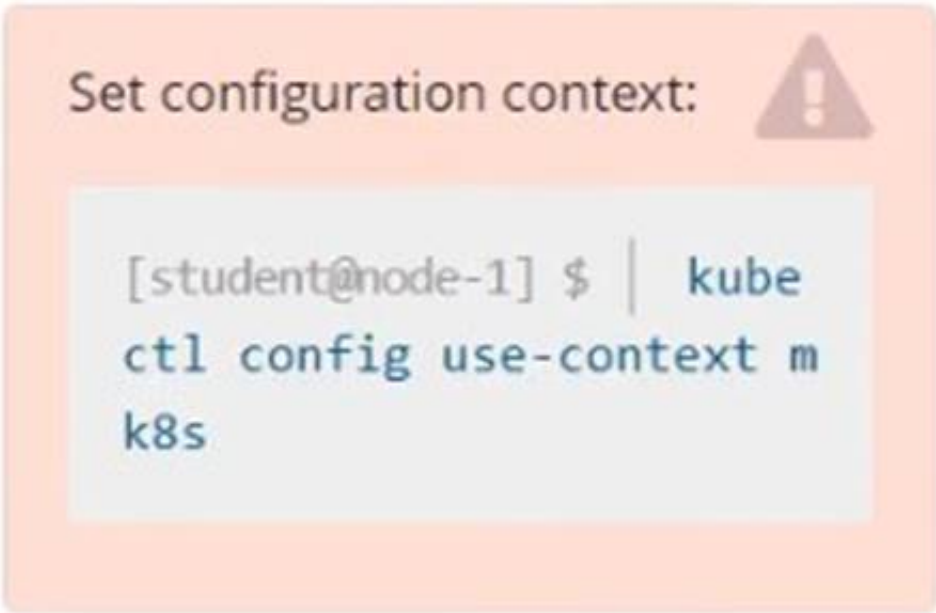 Set configuration context:
[student@node-1] $ | kube
ctl config use-context m
k8s